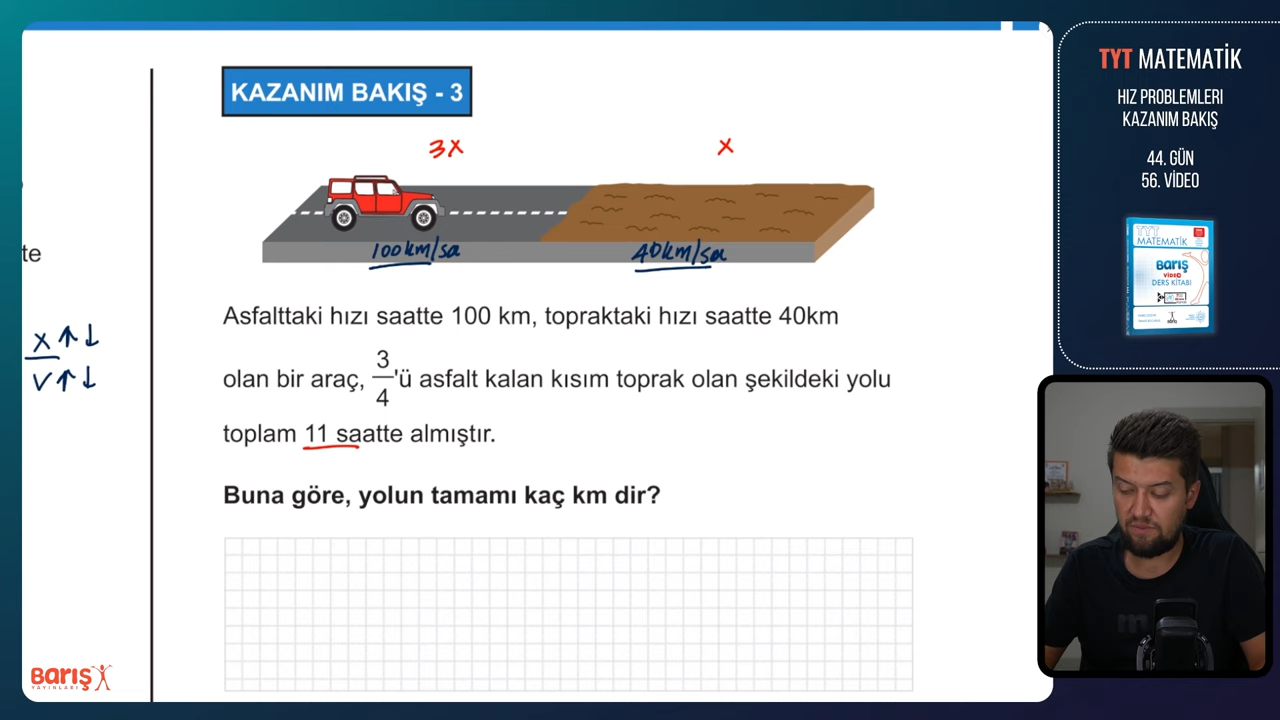 KAZANIM BAKIŞ - 3
3x
x
100km/sa
40km/sa
Asfalttaki hızı saatte 100 km, topraktaki hızı saatte 40km
olan bir araç, 3/4'ü asfalt kalan kısım toprak olan şekildeki yolu
toplam 11 saatte almıştır.
Buna göre, yolun tamamı kaç km dir?
te
x
v
BARIŞ
YAYINLARI
TYT MATEMATİK
HIZ PROBLEMLERI
KAZANIM BAKIŞ
44. GÜN
56. VİDEO
TYT
MATEMATİK
BARIŞ
VİDEO
DERS KİTABI
m